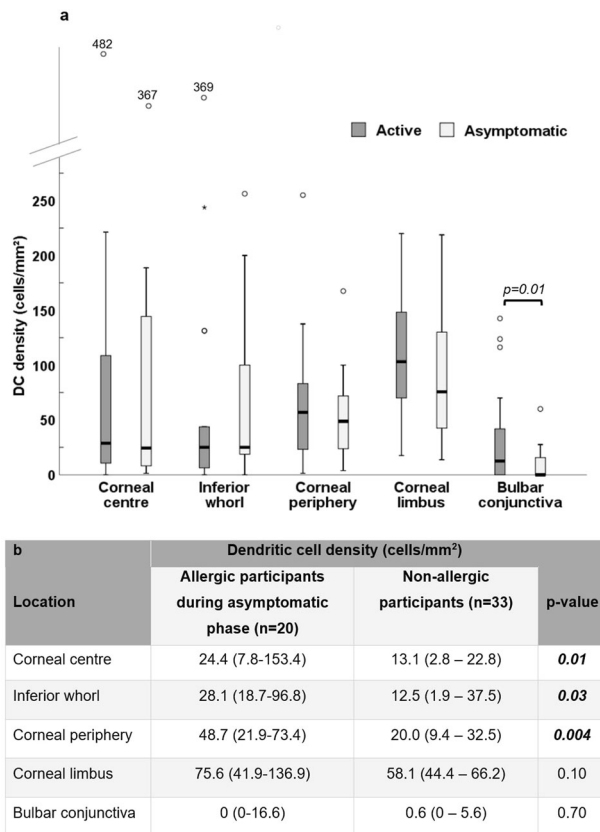 a
482
367
369
Active Asymptomatic
DC density (cells/mm²)
250
200
150
100
50
0
p=0.01
Corneal centre
Inferior whorl
Corneal periphery
Corneal limbus
Bulbar conjunctiva
b Dendritic cell density (cells/mm²)
Location
Allergic participants during asymptomatic phase (n=20)
Non-allergic participants (n=33)
p-value
Corneal centre 24.4 (7.8-153.4) 13.1 (2.8 – 22.8) 0.01
Inferior whorl 28.1 (18.7-96.8) 12.5 (1.9 – 37.5) 0.03
Corneal periphery 48.7 (21.9-73.4) 20.0 (9.4 – 32.5) 0.004
Corneal limbus 75.6 (41.9-136.9) 58.1 (44.4 – 66.2) 0.10
Bulbar conjunctiva 0 (0-16.6) 0.6 (0 – 5.6) 0.70